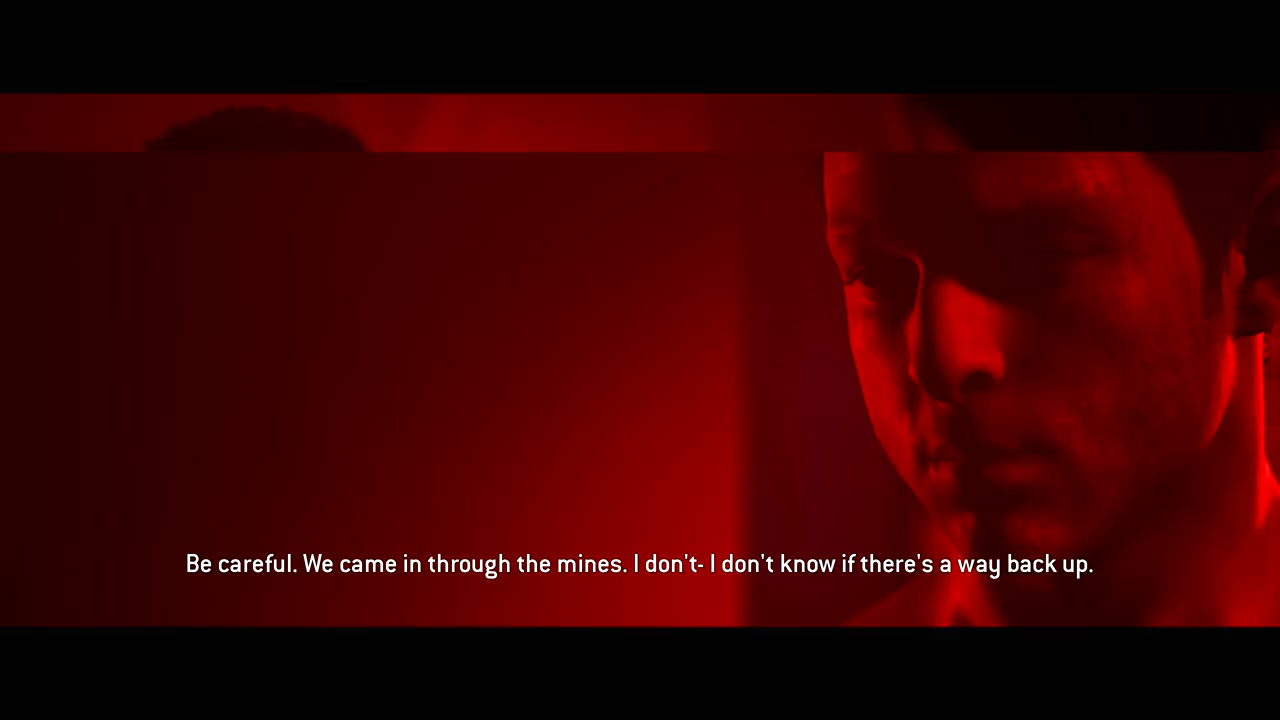 Be careful. We came in through the mines. I don't- I don't know if there's a way back up.